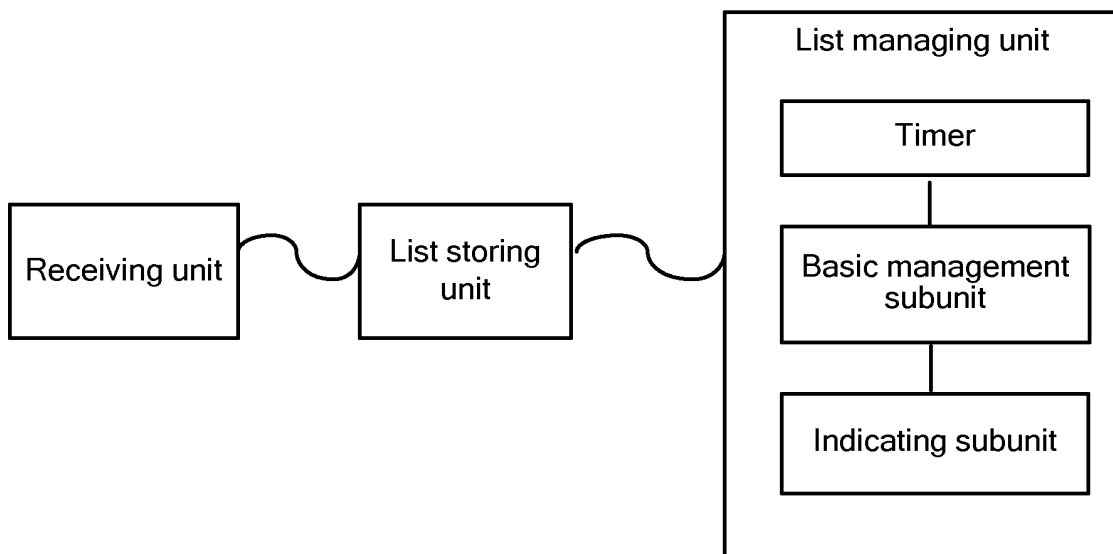 List managing unit
Timer
Receiving unit
List storing
unit
Basic management
subunit
Indicating subunit